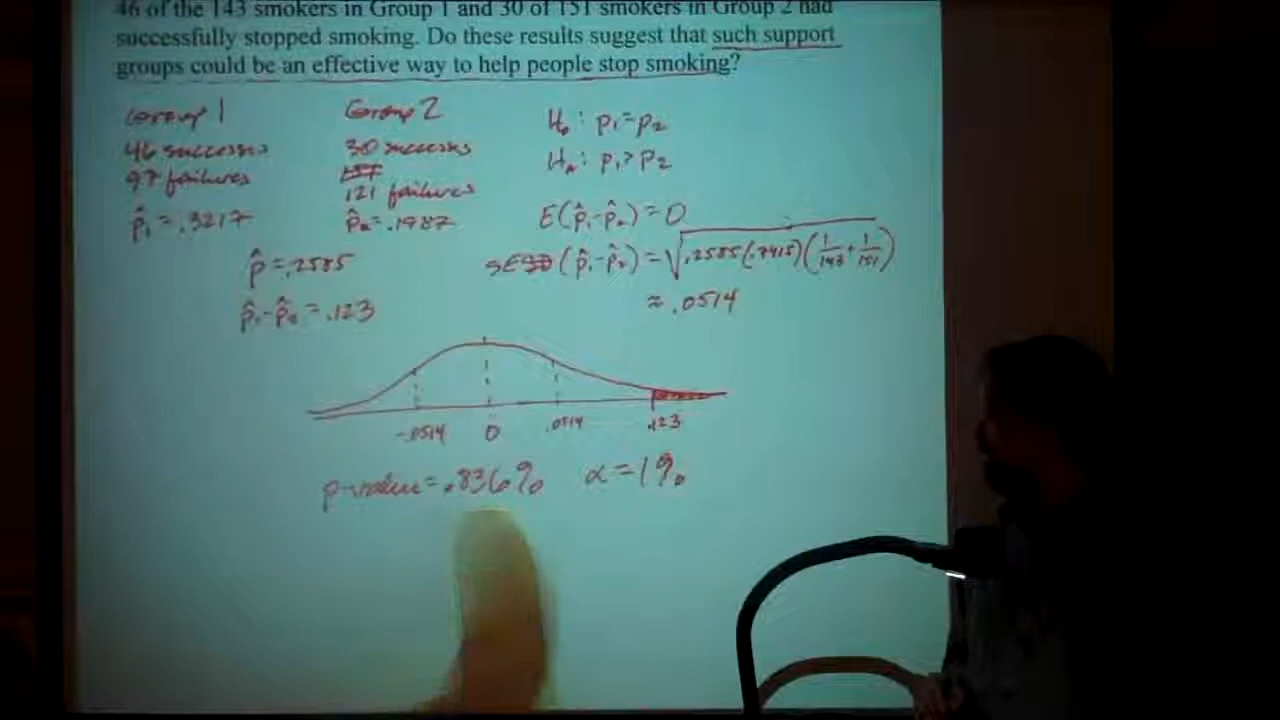 46 of the 143 smokers in Group 1 and 30 of 151 smokers in Group 2 had
successfully stopped smoking. Do these results suggest that such support
groups could be an effective way to help people stop smoking?
Group 1 Group 2
46 successes 30 successes
97 failures
121 failures
p̂₁ = .3217 p̂₂ = .1987
p̂ = .2585
p̂₁-p̂₂ = .123
H₀: p₁=p₂
Hₐ: p₁>p₂
E(p̂₁-p̂₂) = 0
SE(p̂₁-p̂₂) = √.2585(.7415)(1/143+1/151)
≈ .0514
-.0514 0 .0514 .123
p-value = .836% α = 1%